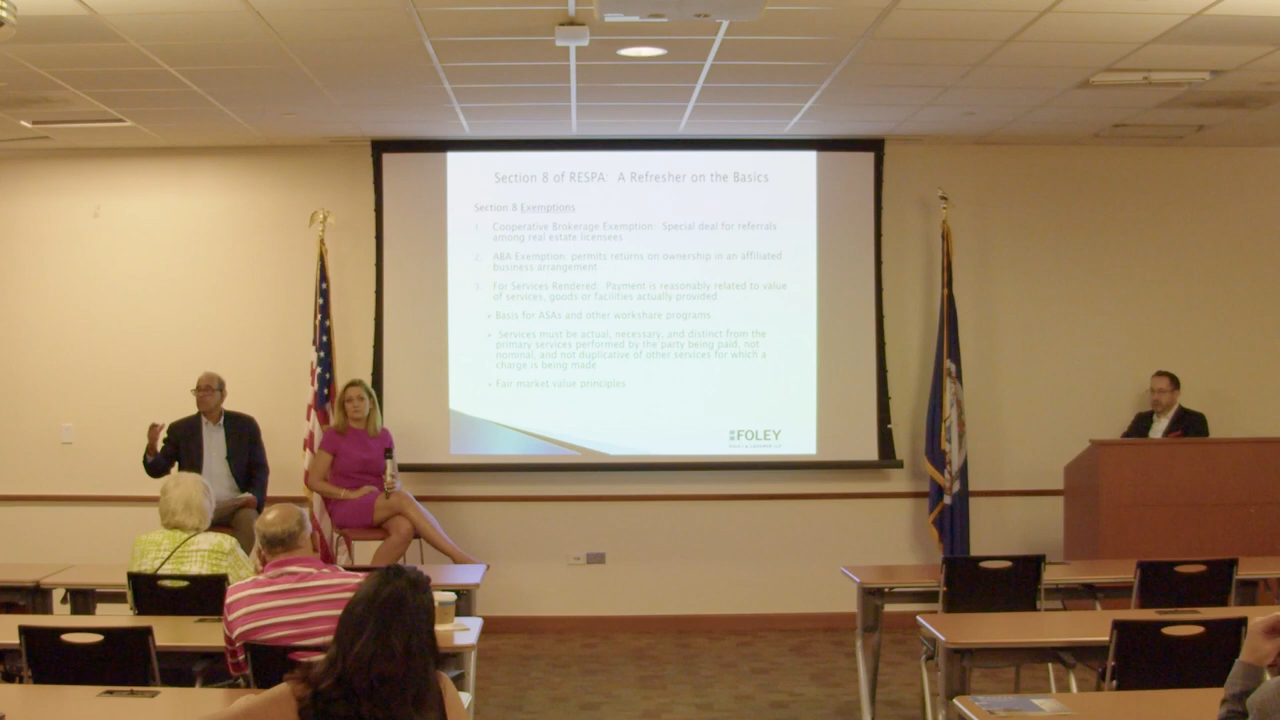 Section 8 of RESPA: A Refresher on the Basics
Section 8 Exemptions
1. Cooperative Brokerage Exemption: Special deal for referrals
among real estate licensees
2. ABA Exemption: permits returns on ownership in an affiliated
business arrangement
3. For Services Rendered: Payment is reasonably related to value
of services, goods or facilities actually provided
Basis for ASAs and other workshare programs
Services must be actual, necessary, and distinct from the
primary services performed by the party being paid, not
nominal, and not duplicative of other services for which a
charge is being made
Fair market value principles
FOLEY
FOLEY & LARDNER LLP